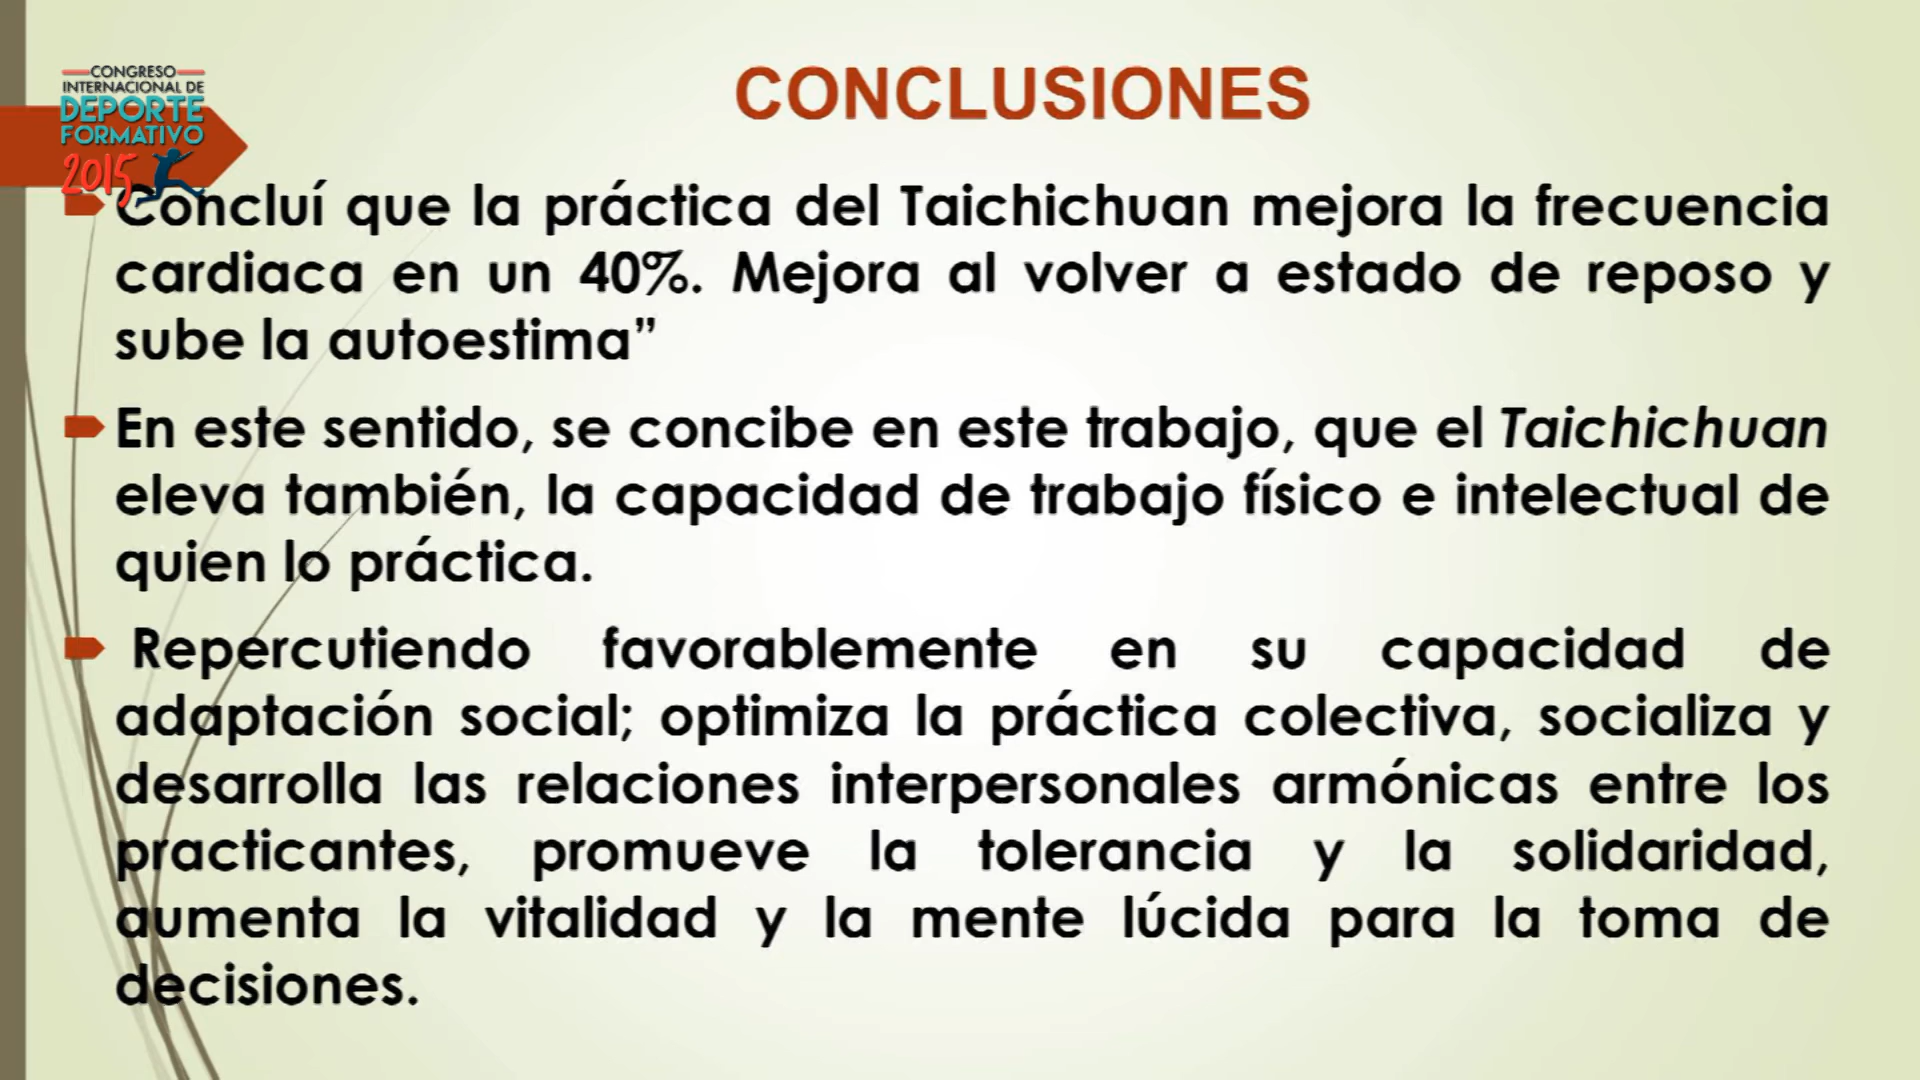 CONGRESO
INTERNACIONAL DE
DEPORTE
FORMATIVO
2015
CONCLUSIONES
Concluí que la práctica del Taichichuan mejora la frecuencia
cardiaca en un 40%. Mejora al volver a estado de reposo y
sube la autoestima”
En este sentido, se concibe en este trabajo, que el Taichichuan
eleva también, la capacidad de trabajo físico e intelectual de
quien lo práctica.
Repercutiendo favorablemente en su capacidad de
adaptación social; optimiza la práctica colectiva, socializa y
desarrolla las relaciones interpersonales armónicas entre los
practicantes, promueve la tolerancia y la solidaridad,
aumenta la vitalidad y la mente lúcida para la toma de
decisiones.